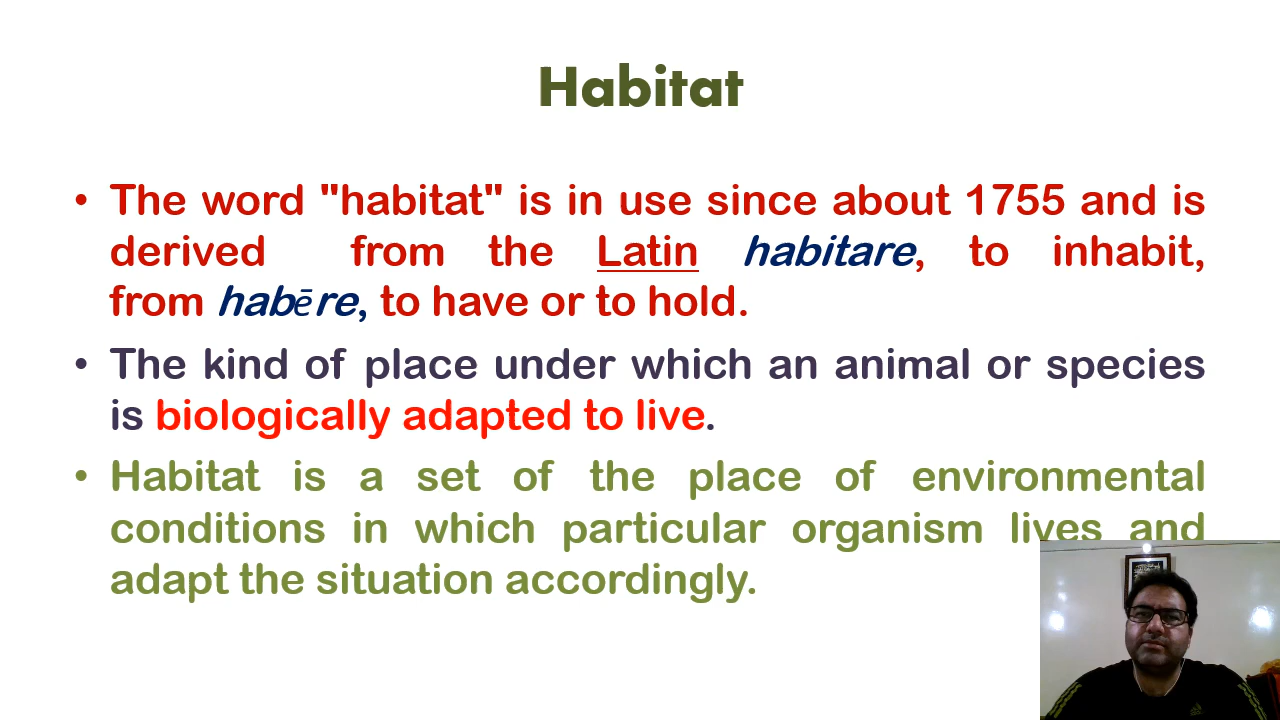 Habitat
• The word "habitat" is in use since about 1755 and is
derived from the Latin habitare, to inhabit,
from habēre, to have or to hold.
• The kind of place under which an animal or species
is biologically adapted to live.
• Habitat is a set of the place of environmental
conditions in which particular organism lives and
adapt the situation accordingly.